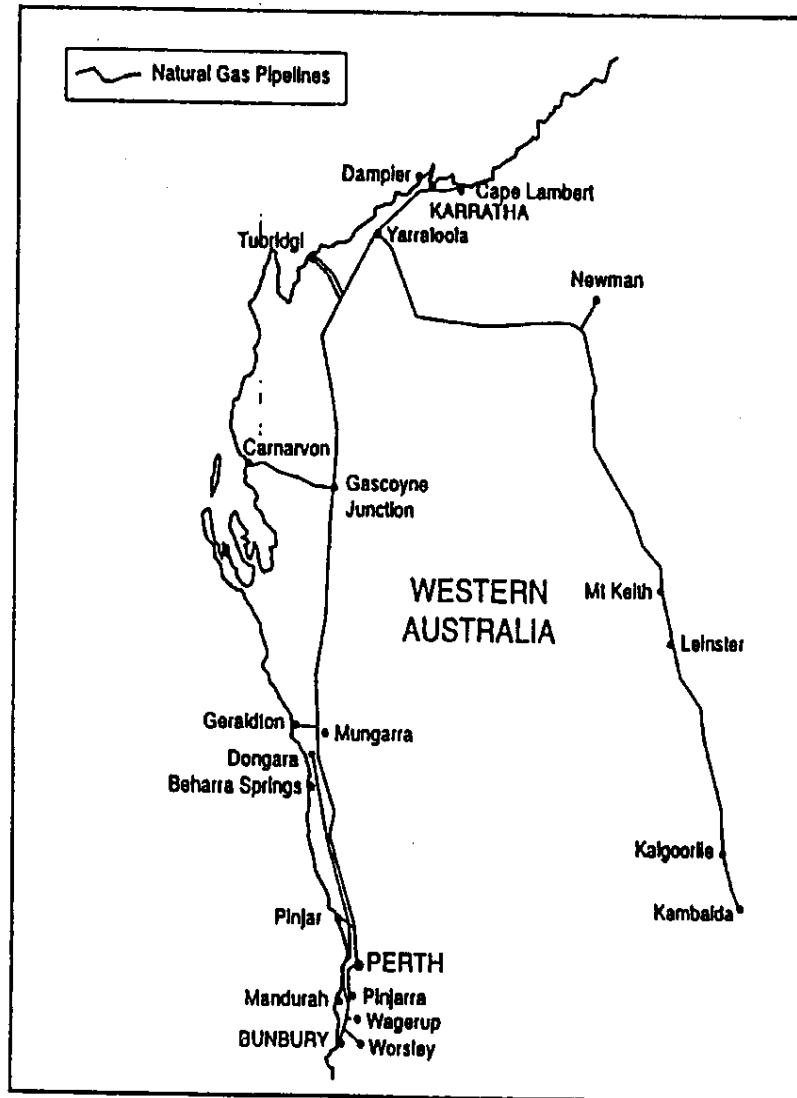 Natural Gas Pipelines
Dampier
Cape Lambert
KARRATHA
Yarraloola
Tubridgi
Newman
Carnarvon
Gascoyne
Junction
WESTERN
AUSTRALIA
Mt Keith
Leinster
Geraldton
Mungarra
Dongara
Beharra Springs
Kalgoorlie
Kambalda
Pinjar
PERTH
Mandurah
Pinjarra
Wagerup
BUNBURY
Worsley